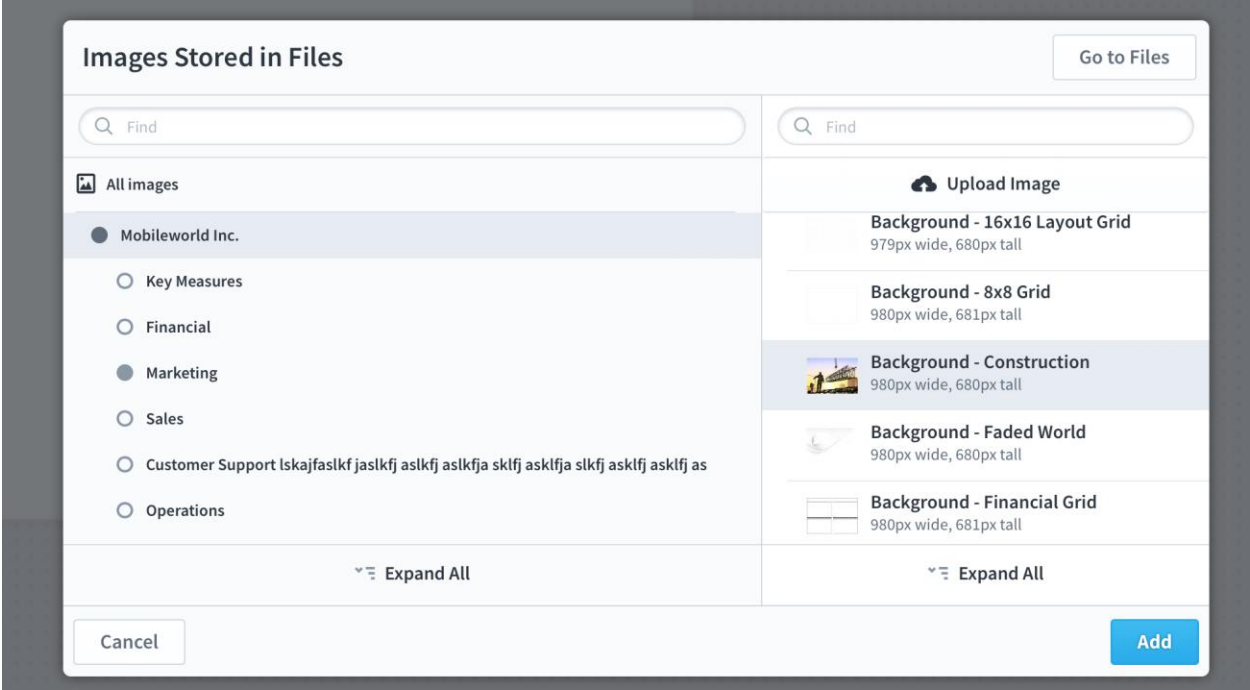 Images Stored in Files
Go to Files
Find
All images
Mobileworld Inc.
Key Measures
Financial
Marketing
Sales
Customer Support lskajfaslkf jaslkfj aslkfj aslkfja sklfj asklfja slkfj asklfj asklfj as
Operations
Expand All
Find
Upload Image
Background - 16x16 Layout Grid
979px wide, 680px tall
Background - 8x8 Grid
980px wide, 681px tall
Background - Construction
980px wide, 680px tall
Background - Faded World
980px wide, 680px tall
Background - Financial Grid
980px wide, 681px tall
Expand All
Cancel
Add